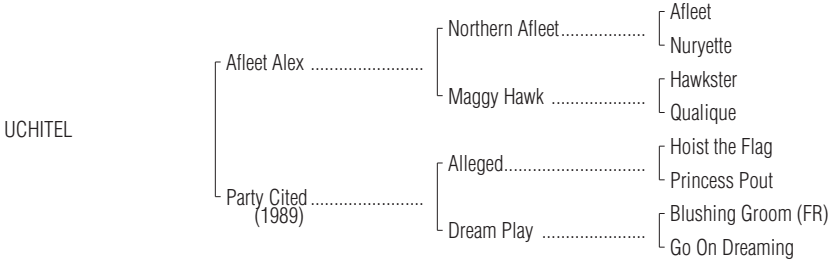 Afleet
Northern Afleet...................
Nuryette
Afleet Alex ........................
Hawkster
Maggy Hawk ....................
Qualique
UCHITEL
Hoist the Flag
Alleged..............................
Princess Pout
Party Cited ........................
(1989)
Blushing Groom (FR)
Dream Play ......................
Go On Dreaming